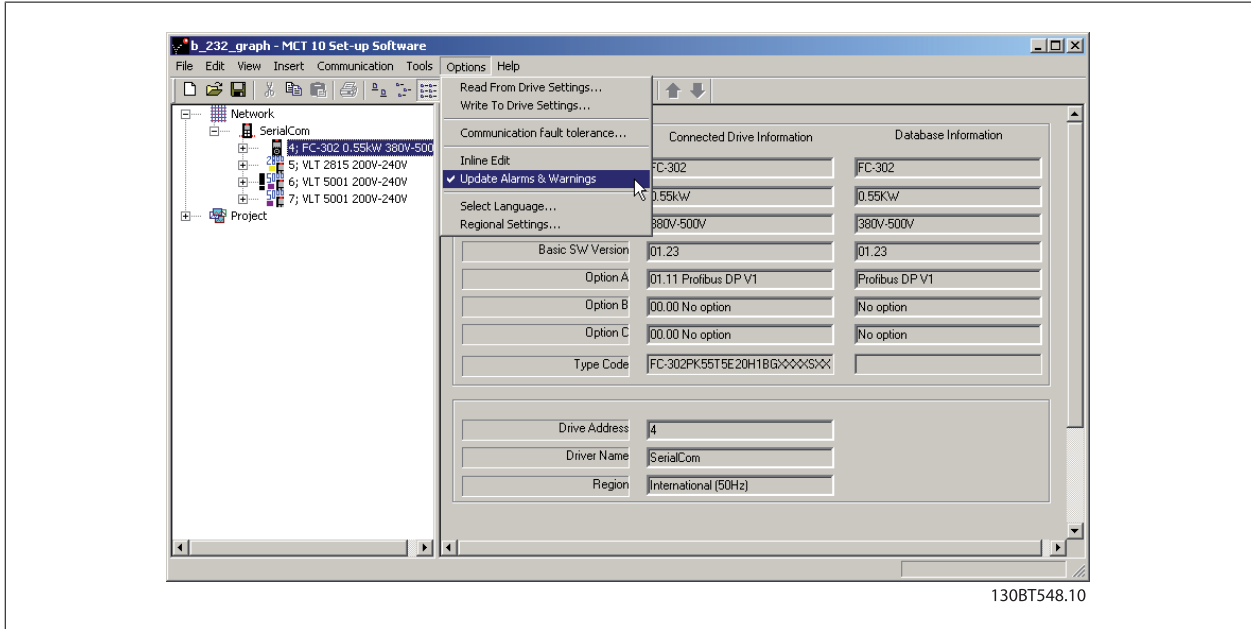 b_232_graph - MCT 10 Set-up Software
File Edit View Insert Communication Tools Options Help
Read From Drive Settings...
Write To Drive Settings...
Communication fault tolerance...
Inline Edit
Update Alarms & Warnings
Select Language...
Regional Settings...
Network
SerialCom
4; FC-302 0.55kW 380V-500
5; VLT 2815 200V-240V
6; VLT 5001 200V-240V
7; VLT 5001 200V-240V
Project
Connected Drive Information Database Information
FC-302 FC-302
0.55kW 0.55KW
380V-500V 380V-500V
Basic SW Version 01.23 01.23
Option A 01.11 Profibus DP V1 Profibus DP V1
Option B 00.00 No option No option
Option C 00.00 No option No option
Type Code FC-302PK55T5E20H1BGXXXXSXX
Drive Address 4
Driver Name SerialCom
Region International (50Hz)
130BT548.10